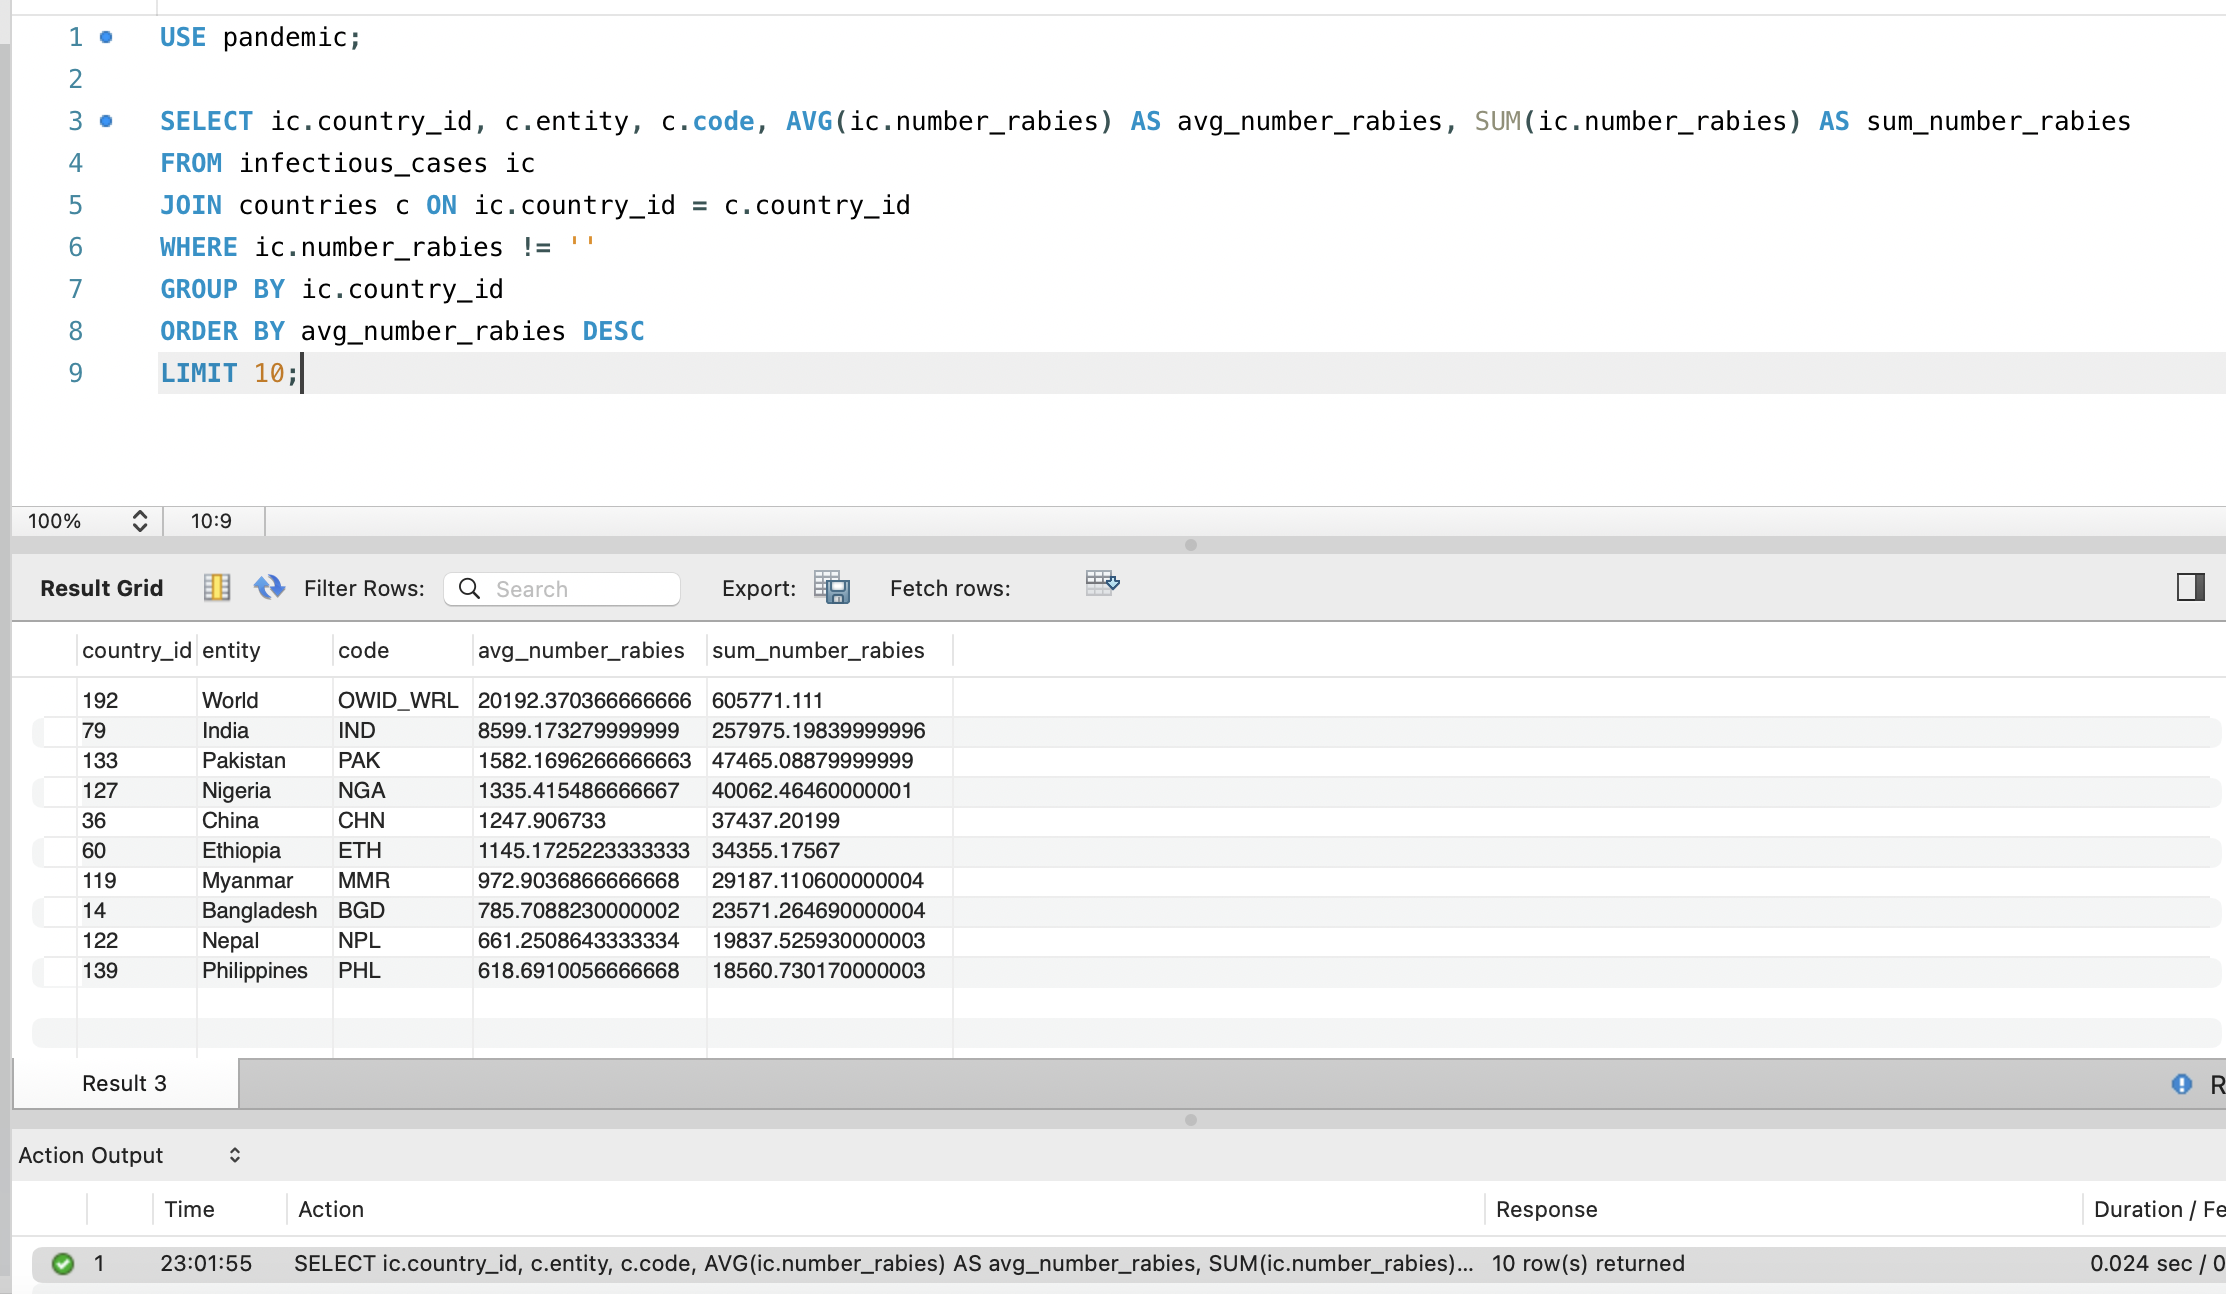 1 USE pandemic;
2
3 SELECT ic.country_id, c.entity, c.code, AVG(ic.number_rabies) AS avg_number_rabies, SUM(ic.number_rabies) AS sum_number_rabies
4 FROM infectious_cases ic
5 JOIN countries c ON ic.country_id = c.country_id
6 WHERE ic.number_rabies != ''
7 GROUP BY ic.country_id
8 ORDER BY avg_number_rabies DESC
9 LIMIT 10;
100% 10:9
Result Grid Filter Rows: Search Export: Fetch rows:
country_id entity code avg_number_rabies sum_number_rabies
192 World OWID_WRL 20192.370366666666 605771.111
79 India IND 8599.173279999999 257975.19839999996
133 Pakistan PAK 1582.1696266666663 47465.08879999999
127 Nigeria NGA 1335.415486666667 40062.46460000001
36 China CHN 1247.906733 37437.20199
60 Ethiopia ETH 1145.1725223333333 34355.17567
119 Myanmar MMR 972.9036866666668 29187.110600000004
14 Bangladesh BGD 785.7088230000002 23571.264690000004
122 Nepal NPL 661.2508643333334 19837.525930000003
139 Philippines PHL 618.6910056666668 18560.730170000003
Result 3 R
Action Output
Time Action Response Duration / Fe
1 23:01:55 SELECT ic.country_id, c.entity, c.code, AVG(ic.number_rabies) AS avg_number_rabies, SUM(ic.number_rabies)... 10 row(s) returned 0.024 sec / 0